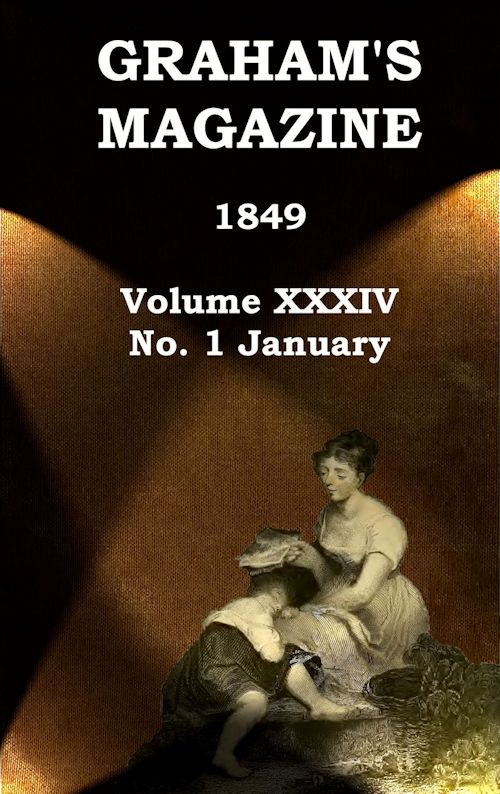 GRAHAM'S
MAGAZINE
1849
Volume XXXIV
No. 1 January